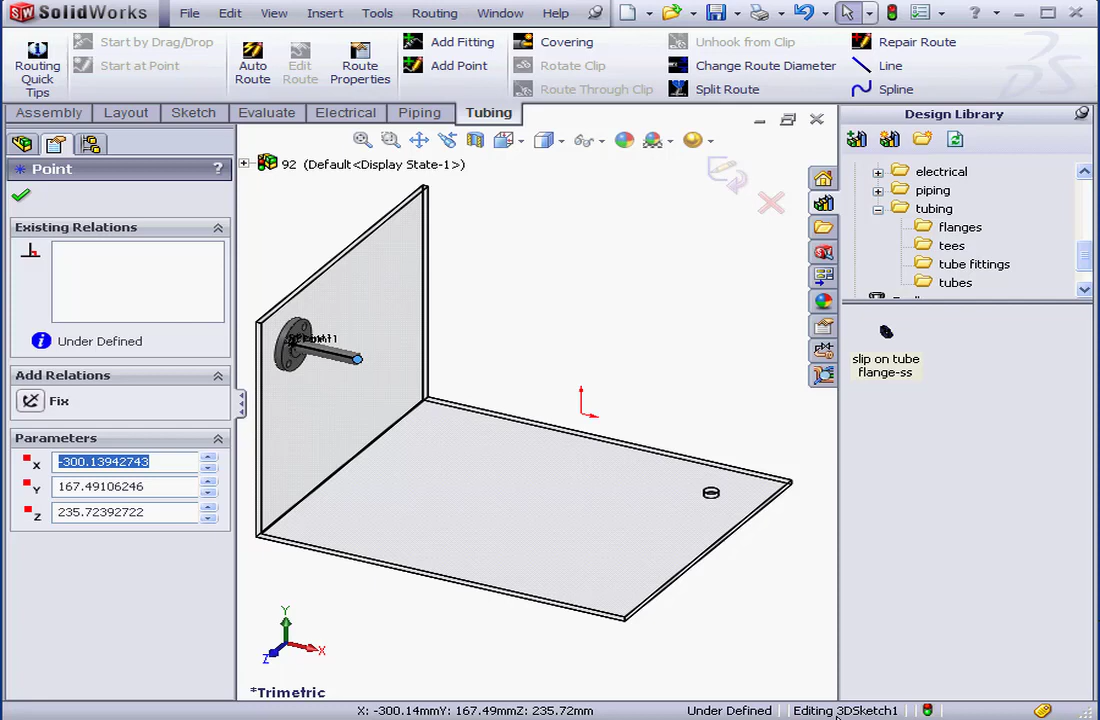 SolidWorks
File Edit View Insert Tools Routing Window Help
Routing Quick Tips
Start by Drag/Drop
Start at Point
Auto Route
Edit Route
Route Properties
Add Fitting
Add Point
Covering
Rotate Clip
Route Through Clip
Unhook from Clip
Change Route Diameter
Split Route
Repair Route
Line
Spline
Assembly Layout Sketch Evaluate Electrical Piping Tubing
Design Library
92 (Default<Display State-1>)
Point ?
Existing Relations
Under Defined
Add Relations
Fix
Parameters
X -300.13942743
Y 167.49106246
Z 235.72392722
electrical
piping
tubing
flanges
tees
tube fittings
tubes
slip on tube
flange-ss
Y
Z
X
*Trimetric
X: -300.14mmY: 167.49mmZ: 235.72mm Under Defined Editing 3DSketch1